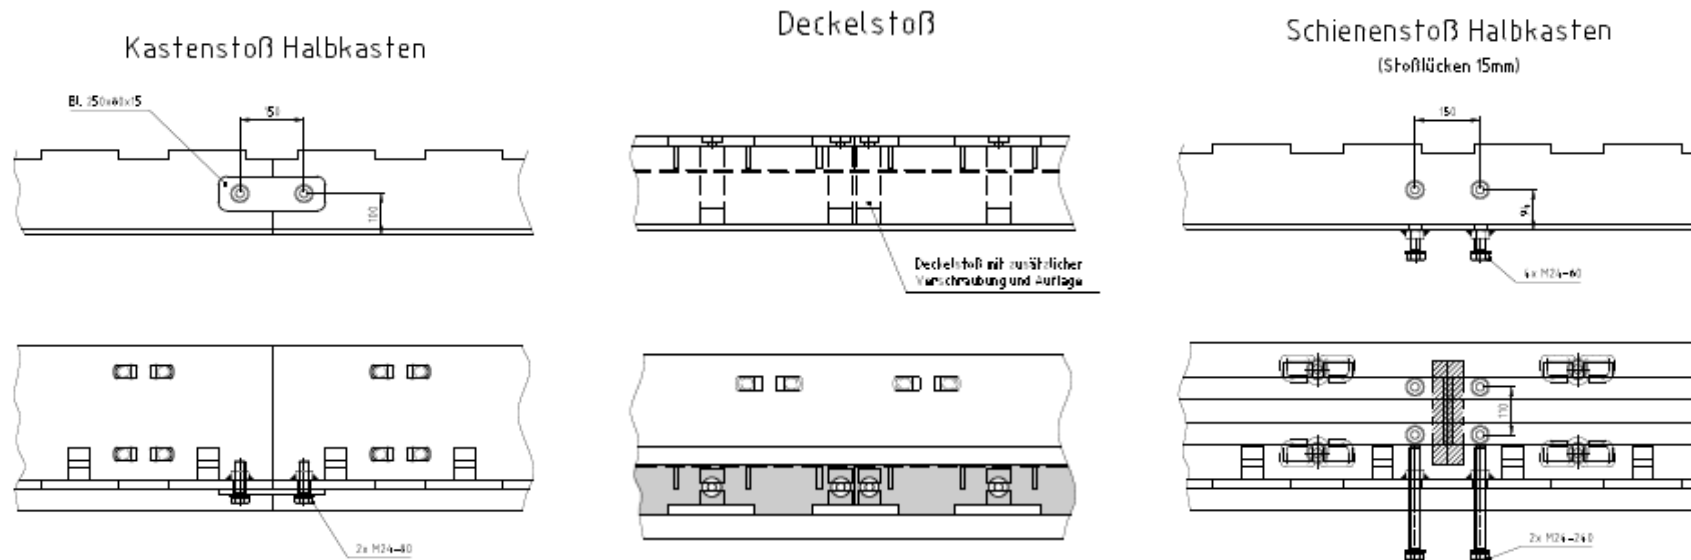 Kastenstoß Halbkasten
Bl. 250x80x15
150
100
2x M24-80
Deckelstoß
Deckelstoß mit zusätzlicher
Verschraubung und Auflage
Schienenstoß Halbkasten
(Stoßlücken 15mm)
150
94
4x M24-60
110
2x M24-240